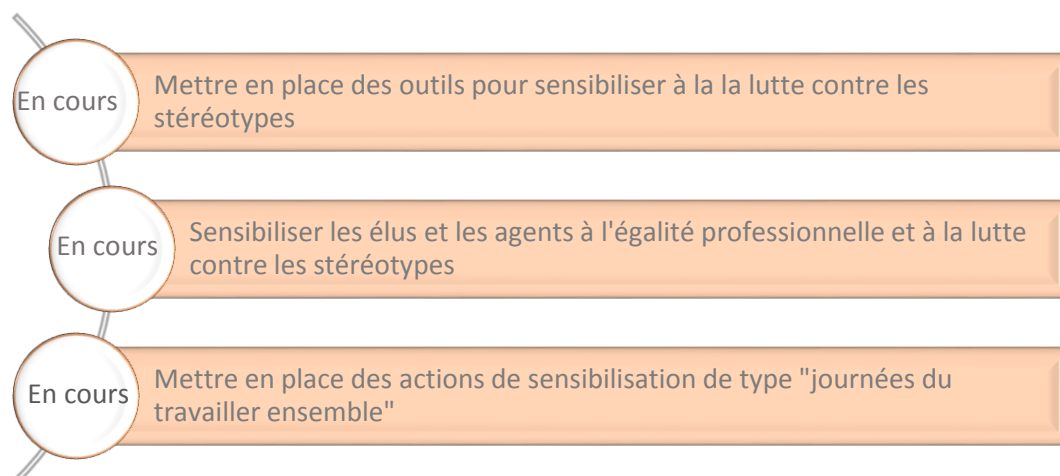 En cours
Mettre en place des outils pour sensibiliser à la la lutte contre les
stéréotypes
En cours
Sensibiliser les élus et les agents à l'égalité professionnelle et à la lutte
contre les stéréotypes
En cours
Mettre en place des actions de sensibilisation de type "journées du
travailler ensemble"